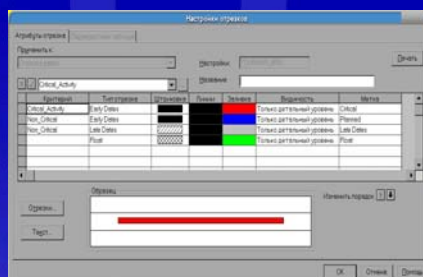 Настройки отрезков
Атрибуты отрезка
Применить к
Настройки
Печать
Critical_Activity
Название
Критерий Тип отрезка Штриховка Линии Заливка Видимость Метка
Critical_Activity Early Dates Только детальный уровень Critical
Non_Critical Early Dates Только детальный уровень Planned
Non_Critical Late Dates Только детальный уровень Late Dates
Float Только детальный уровень Float
Образец
Изменить порядок
Отрезки...
Текст...
OK Отмена Помощь